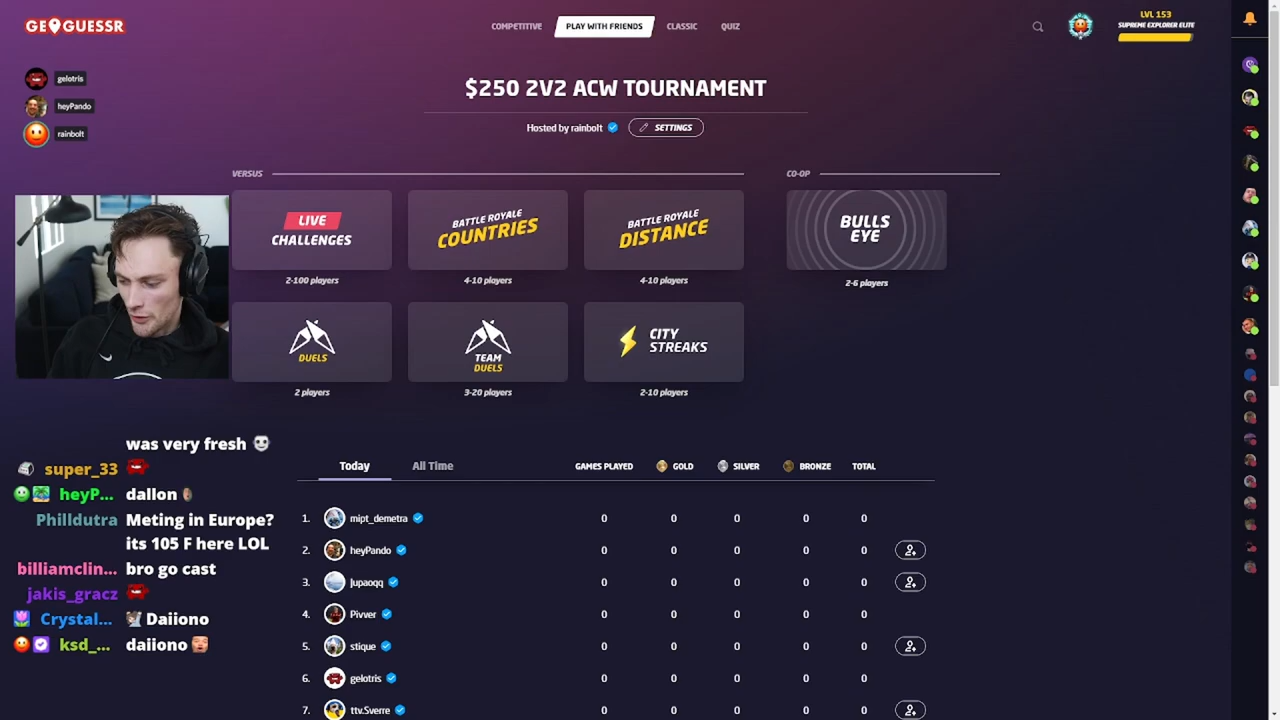 GEOGUESSR
COMPETITIVE
PLAY WITH FRIENDS
CLASSIC
QUIZ
LVL 153
SUPREME EXPLORER ELITE
gelotris
heyPando
rainbolt
$250 2V2 ACW TOURNAMENT
Hosted by rainbolt
SETTINGS
VERSUS
CO-OP
LIVE
CHALLENGES
2-100 players
BATTLE ROYALE
COUNTRIES
4-10 players
BATTLE ROYALE
DISTANCE
4-10 players
BULLS
EYE
2-6 players
DUELS
2 players
TEAM
DUELS
3-20 players
CITY
STREAKS
2-10 players
was very fresh
super_33
heyP... dallon
Philldutra Meting in Europe?
its 105 F here LOL
billiamclin... bro go cast
jakis_gracz
Crystal... Daiiono
ksd_... daiiono
Today All Time GAMES PLAYED GOLD SILVER BRONZE TOTAL
1. mipt_demetra 0 0 0 0 0
2. heyPando 0 0 0 0 0
3. Jupaoqq 0 0 0 0 0
4. Pivver 0 0 0 0 0
5. stique 0 0 0 0 0
6. gelotris 0 0 0 0 0
7. ttv.Sverre 0 0 0 0 0